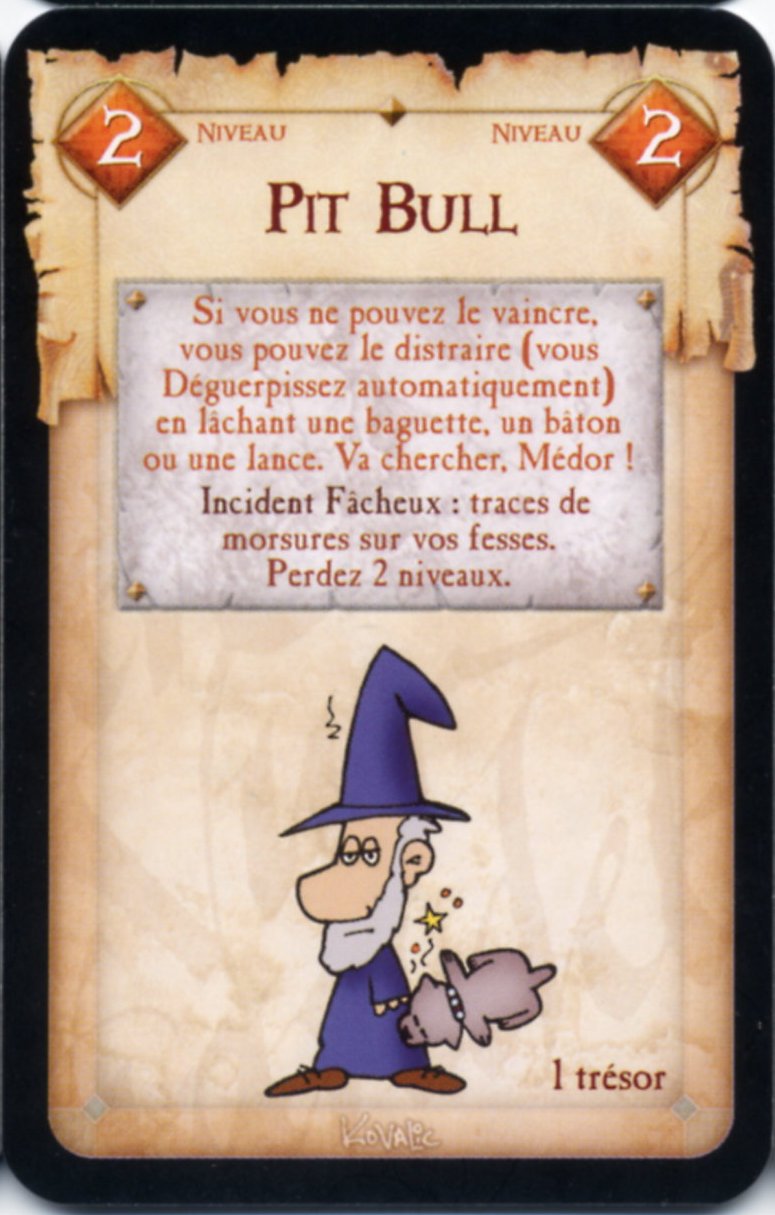 2 Niveau Niveau 2
Pit Bull
Si vous ne pouvez le vaincre,
vous pouvez le distraire (vous
Déguerpissez automatiquement)
en lâchant une baguette, un bâton
ou une lance. Va chercher, Médor !
Incident Fâcheux : traces de
morsures sur vos fesses.
Perdez 2 niveaux.
1 trésor
Kovalic